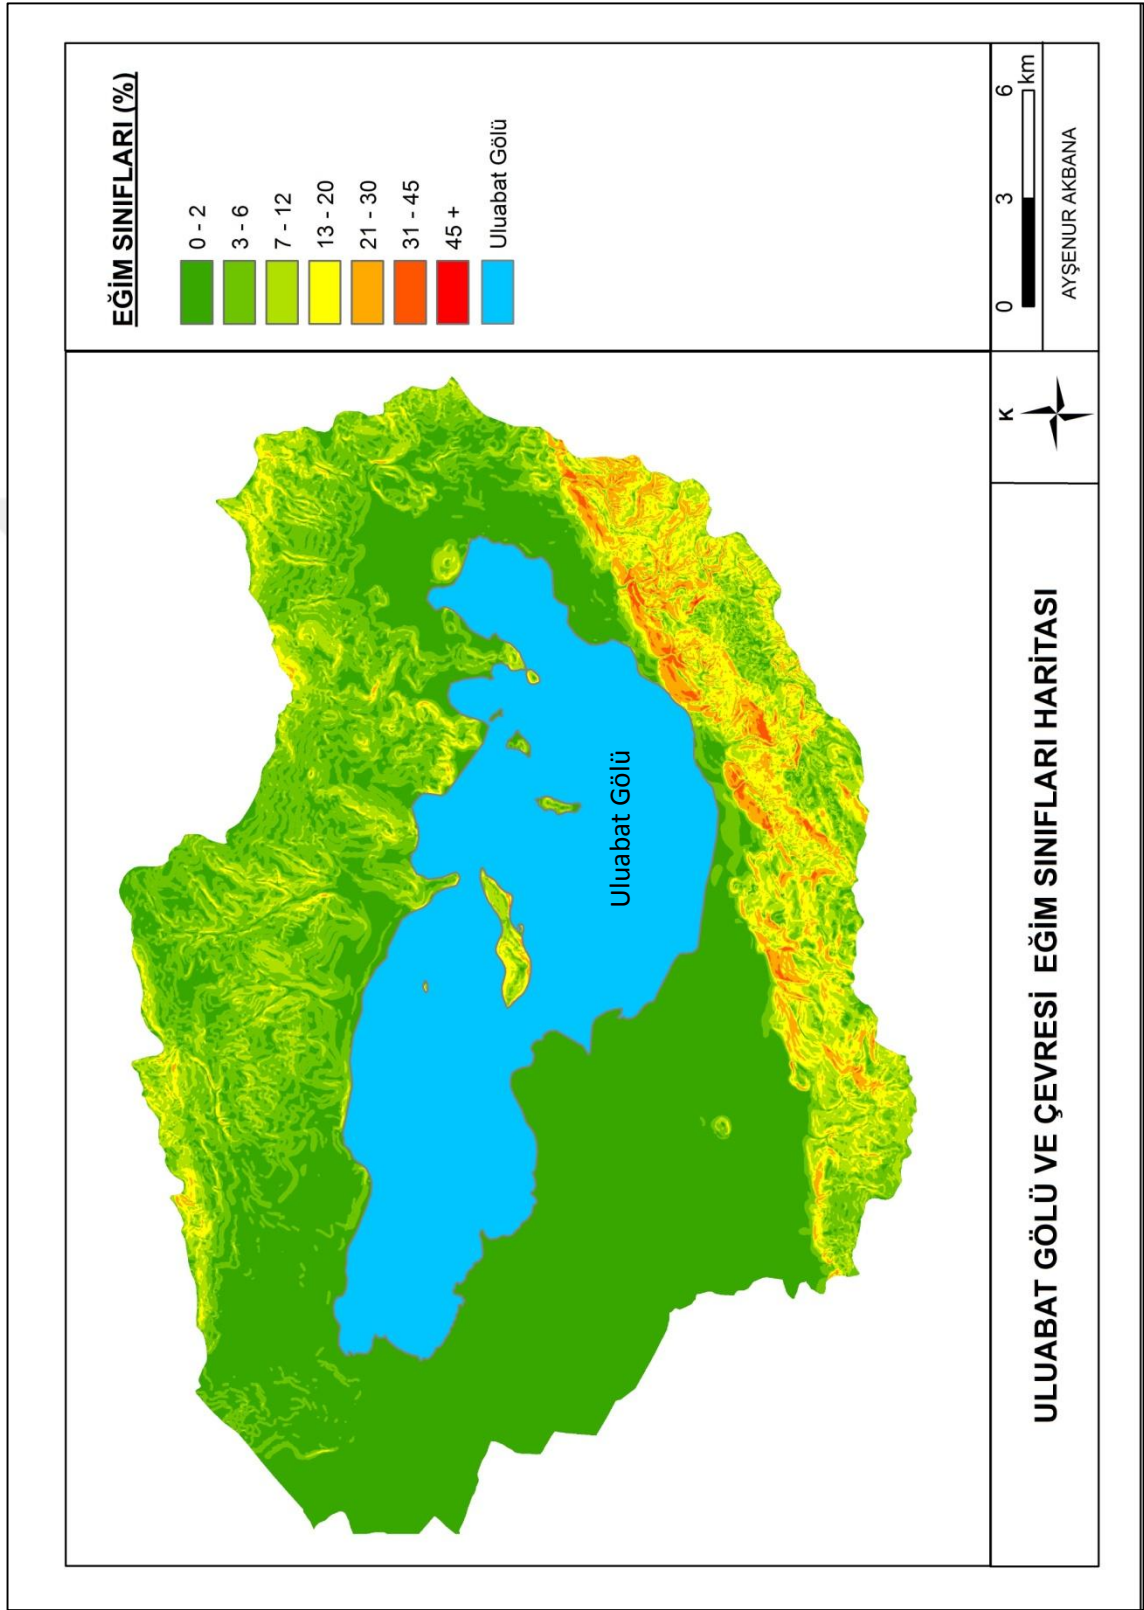 EĞİM SINIFLARI (%)
0 - 2
3 - 6
7 - 12
13 - 20
21 - 30
31 - 45
45 +
Uluabat Gölü
Uluabat Gölü
ULUABAT GÖLÜ VE ÇEVRESİ EĞİM SINIFLARI HARİTASI
K
0 3 6 km
AYŞENUR AKBANA